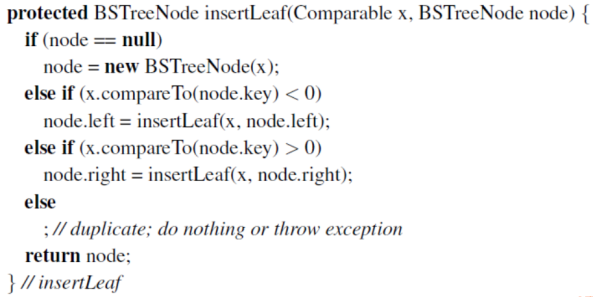 protected BSTreeNode insertLeaf(Comparable x, BSTreeNode node) {
if (node == null)
node = new BSTreeNode(x);
else if (x.compareTo(node.key) < 0)
node.left = insertLeaf(x, node.left);
else if (x.compareTo(node.key) > 0)
node.right = insertLeaf(x, node.right);
else
; // duplicate; do nothing or throw exception
return node;
} // insertLeaf